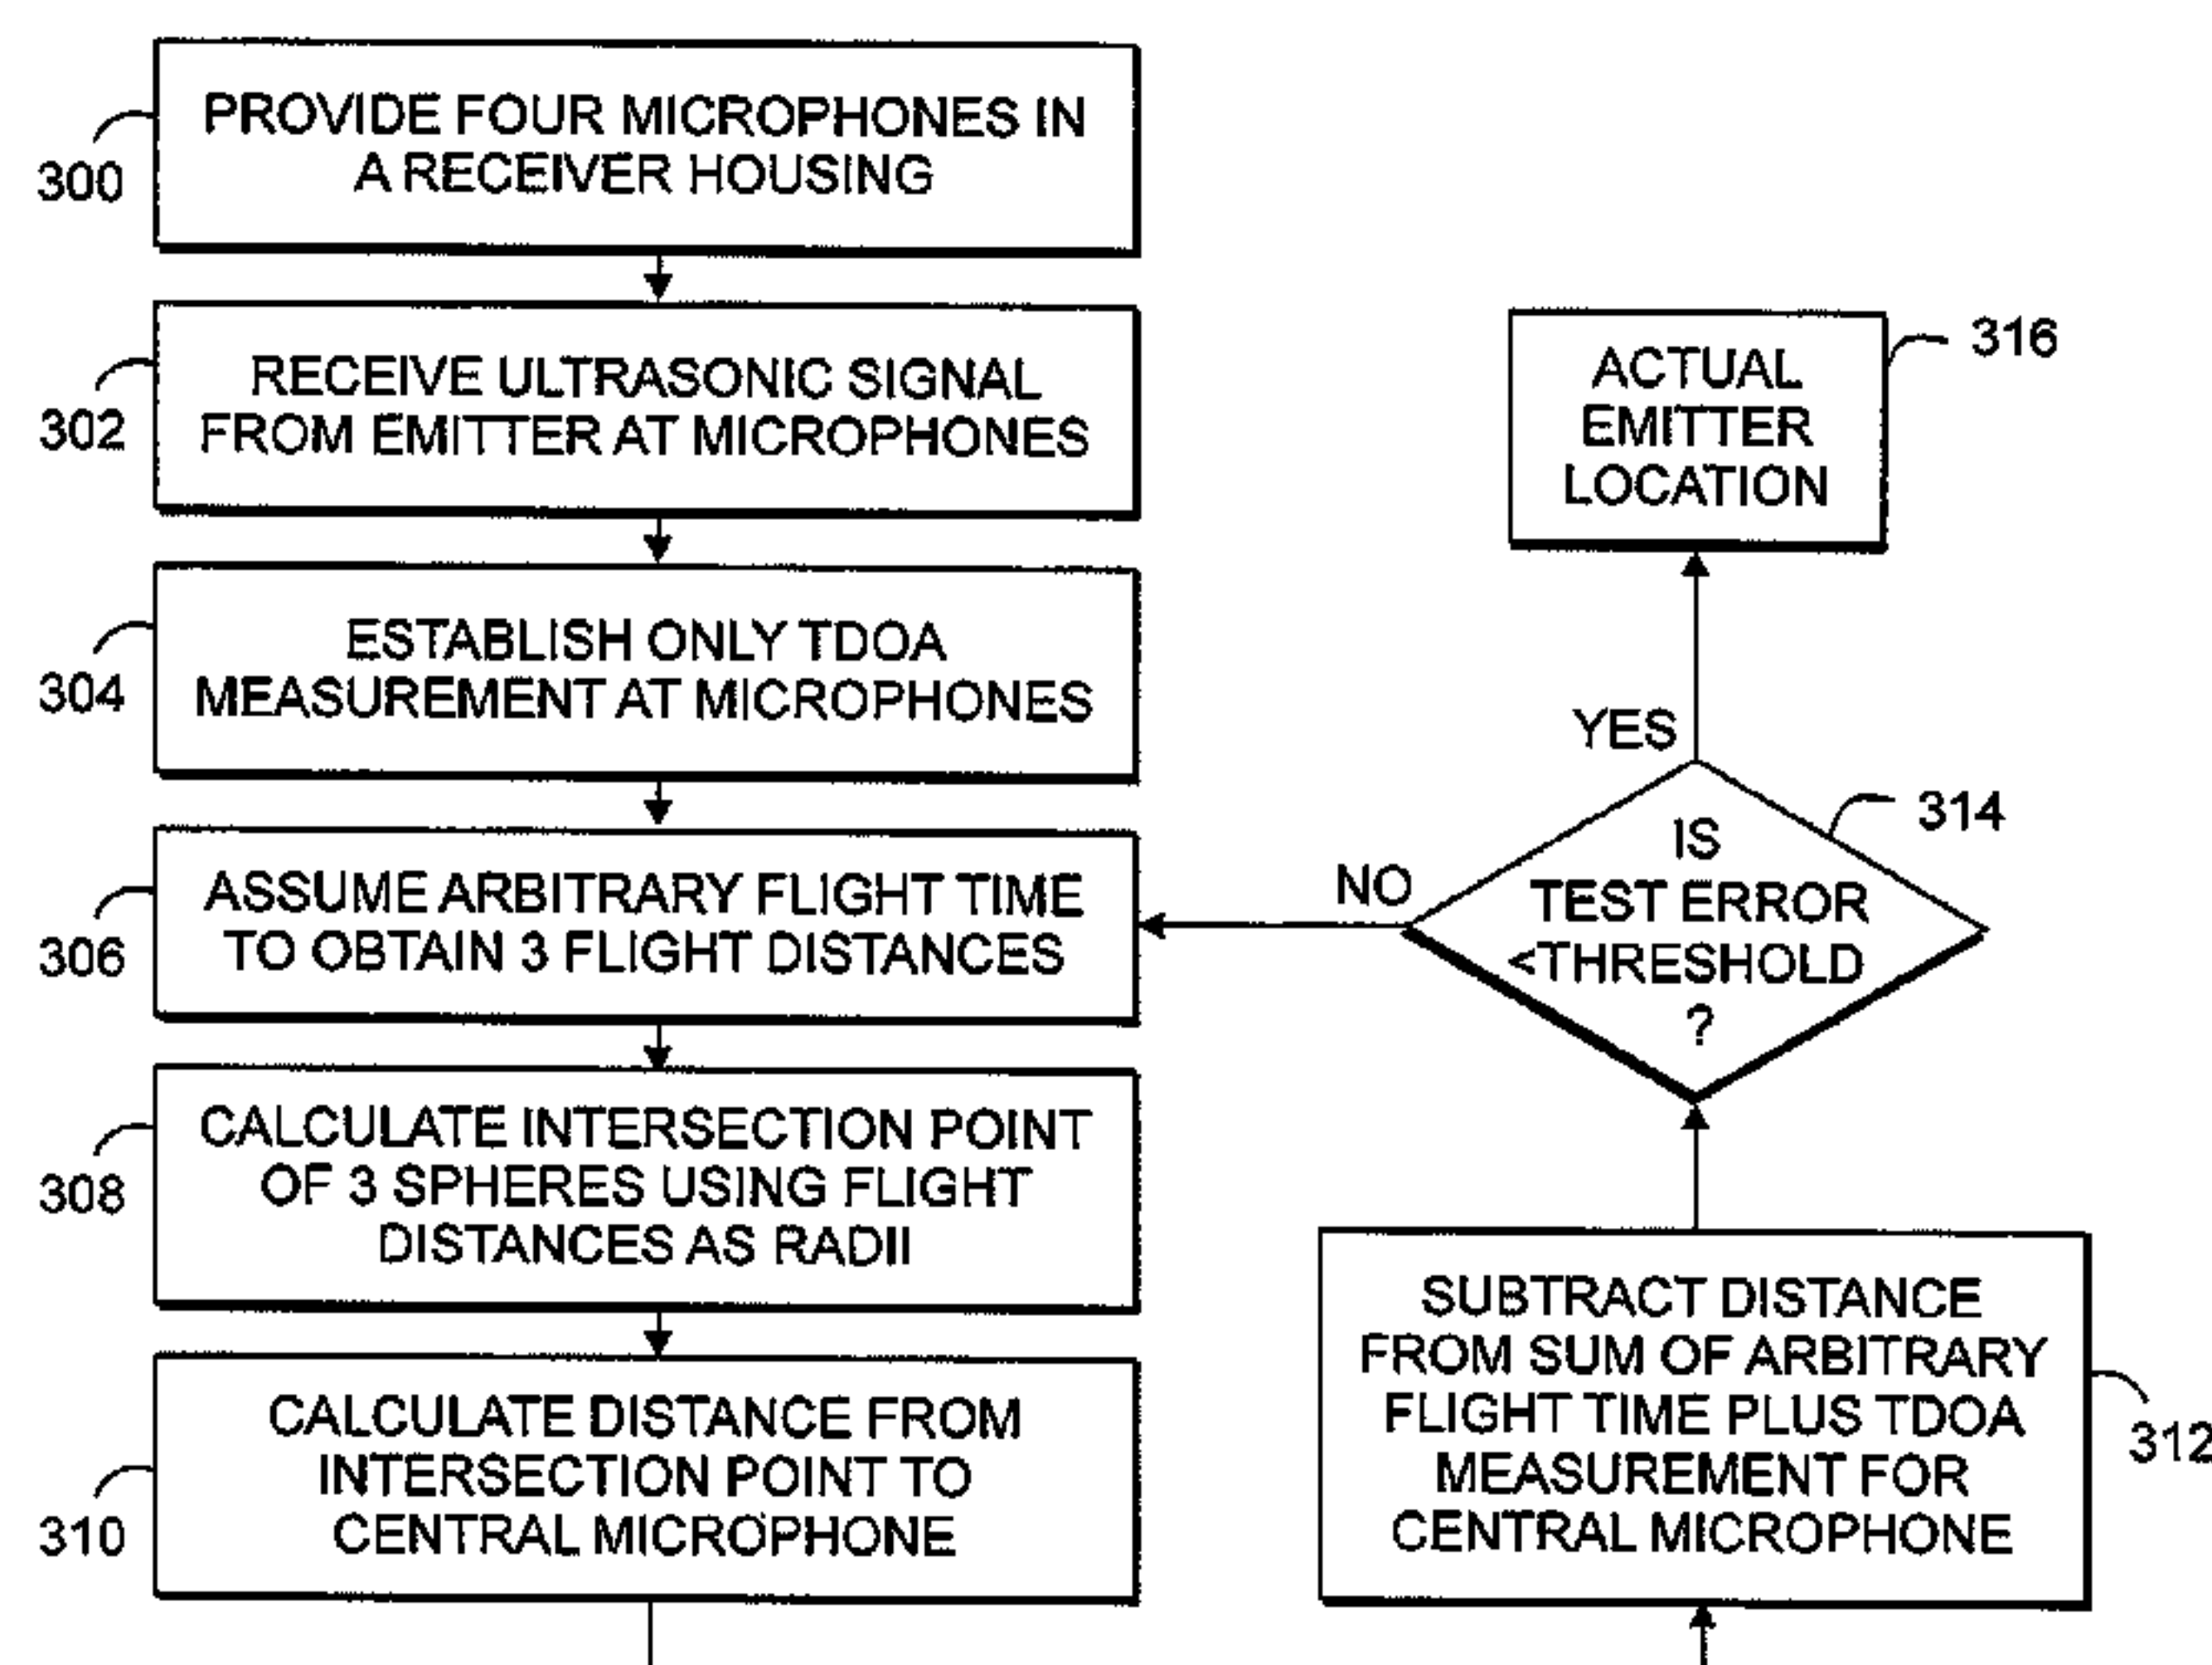 300
PROVIDE FOUR MICROPHONES IN
A RECEIVER HOUSING
302
RECEIVE ULTRASONIC SIGNAL
FROM EMITTER AT MICROPHONES
304
ESTABLISH ONLY TDOA
MEASUREMENT AT MICROPHONES
306
ASSUME ARBITRARY FLIGHT TIME
TO OBTAIN 3 FLIGHT DISTANCES
308
CALCULATE INTERSECTION POINT
OF 3 SPHERES USING FLIGHT
DISTANCES AS RADII
310
CALCULATE DISTANCE FROM
INTERSECTION POINT TO
CENTRAL MICROPHONE
312
SUBTRACT DISTANCE
FROM SUM OF ARBITRARY
FLIGHT TIME PLUS TDOA
MEASUREMENT FOR
CENTRAL MICROPHONE
314
IS
TEST ERROR
<THRESHOLD
?
NO
YES
316
ACTUAL
EMITTER
LOCATION